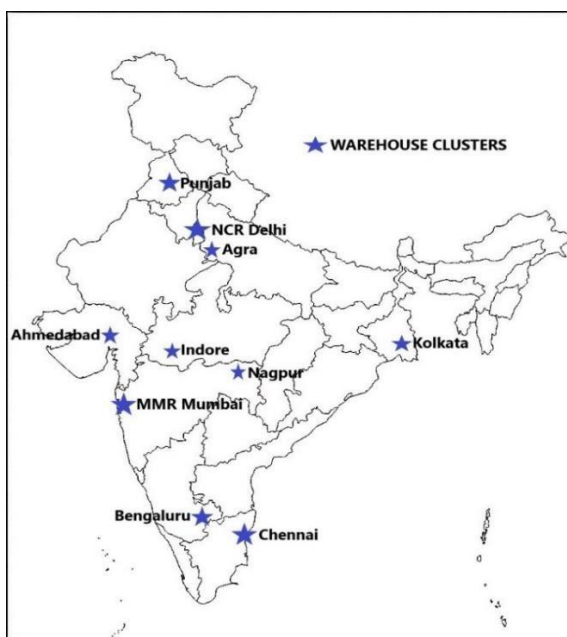 WAREHOUSE CLUSTERS
Punjab
NCR Delhi
Agra
Ahmedabad
Indore
Kolkata
Nagpur
MMR Mumbai
Bengaluru
Chennai